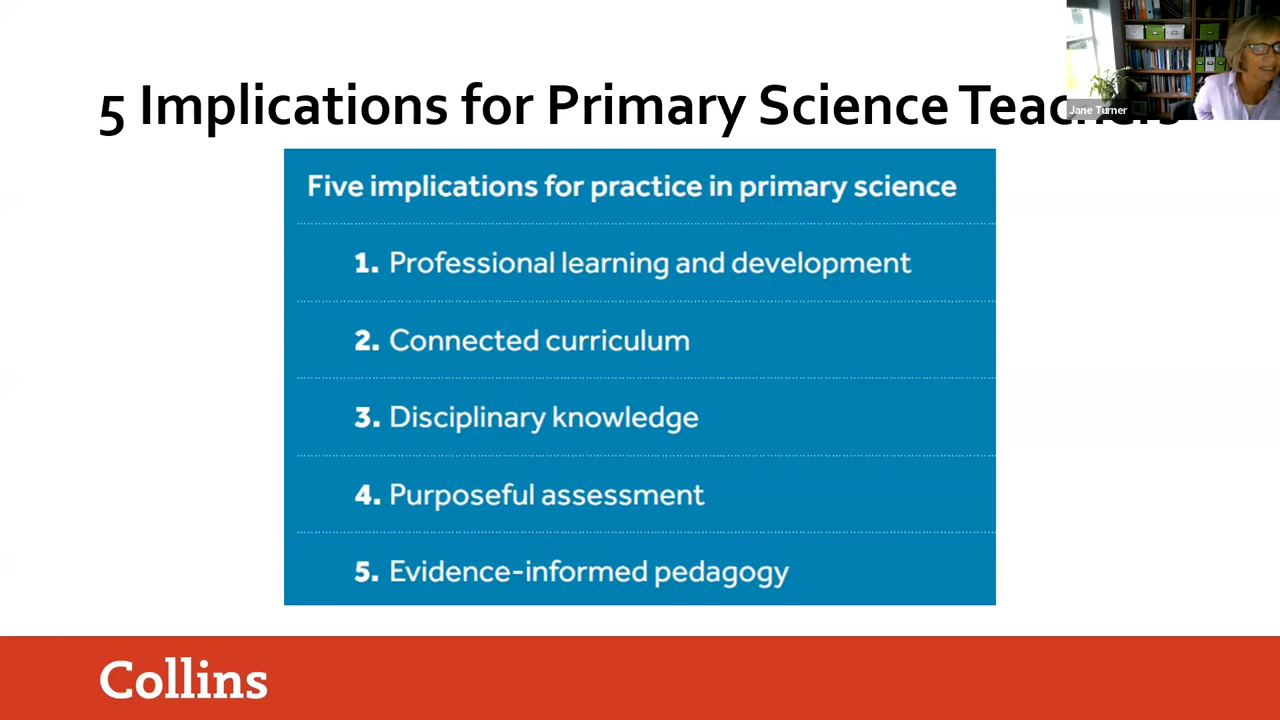 5 Implications for Primary Science Teachers
Jane Turner
Five implications for practice in primary science
1. Professional learning and development
2. Connected curriculum
3. Disciplinary knowledge
4. Purposeful assessment
5. Evidence-informed pedagogy
Collins